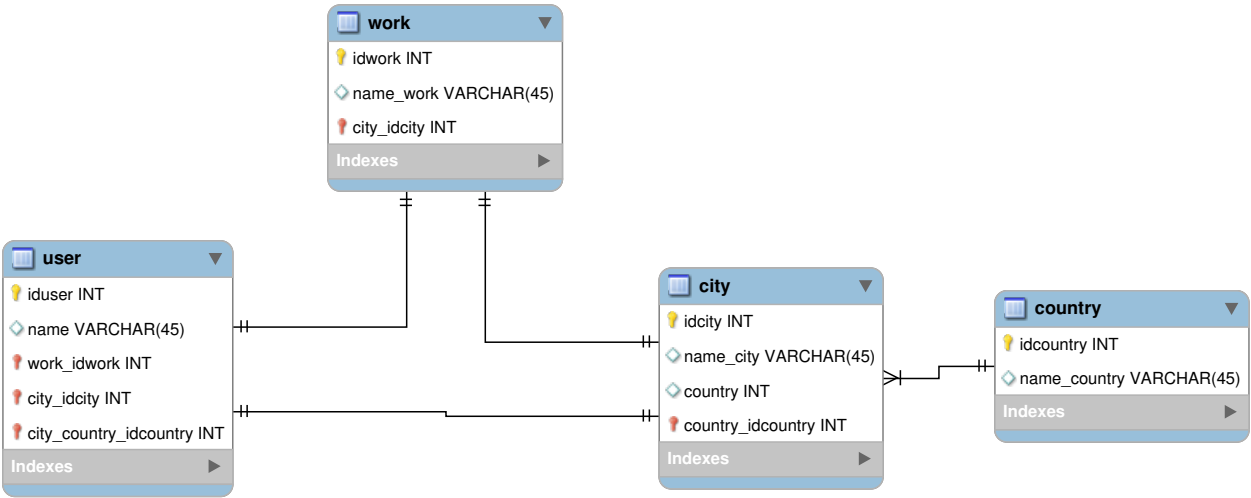 work
idwork INT
name_work VARCHAR(45)
city_idcity INT
Indexes
user
iduser INT
name VARCHAR(45)
work_idwork INT
city_idcity INT
city_country_idcountry INT
Indexes
city
idcity INT
name_city VARCHAR(45)
country INT
country_idcountry INT
Indexes
country
idcountry INT
name_country VARCHAR(45)
Indexes